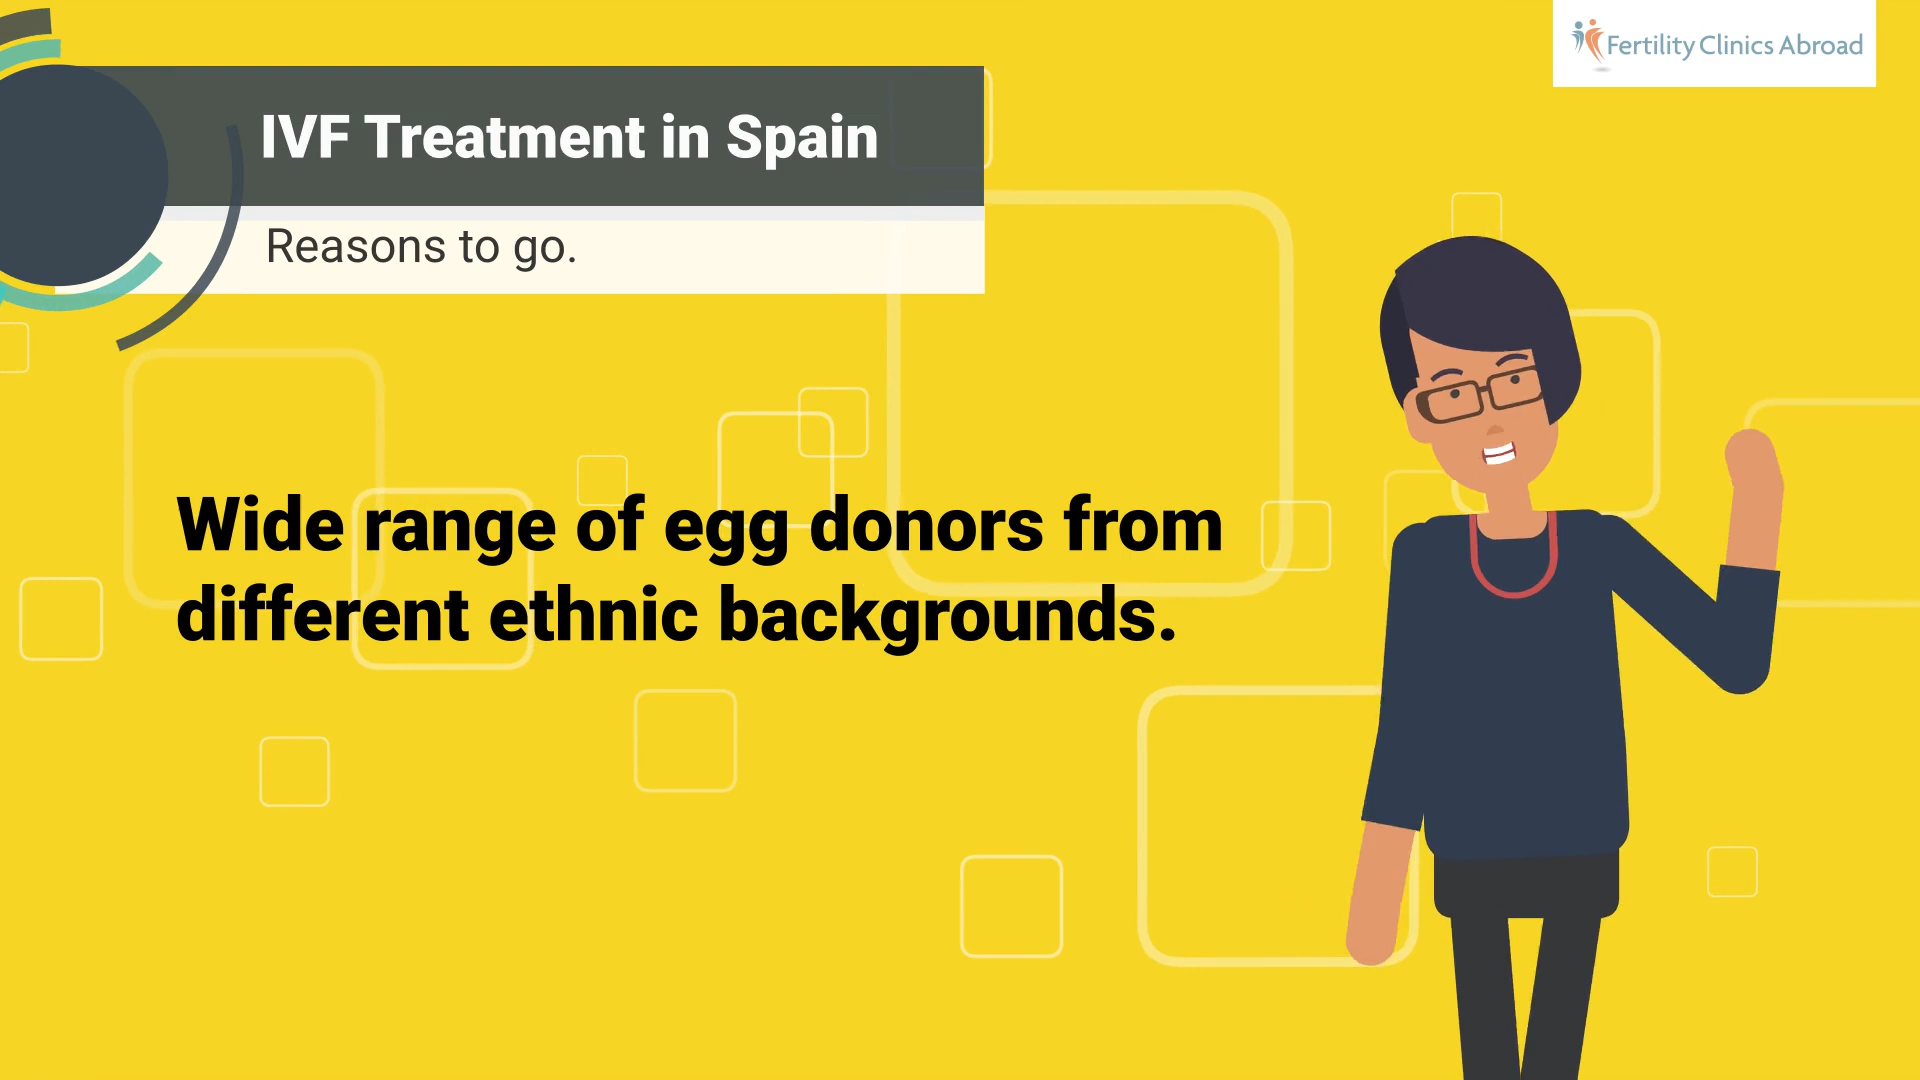 Fertility Clinics Abroad
IVF Treatment in Spain
Reasons to go.
Wide range of egg donors from
different ethnic backgrounds.